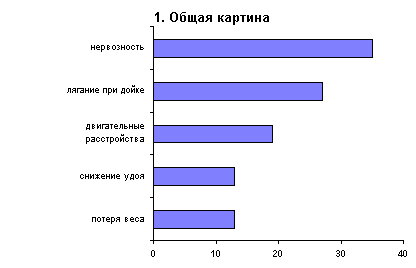 1. Общая картина
нервозность
лягание при дойке
двигательные
расстройства
снижение удоя
потеря веса
0 10 20 30 40